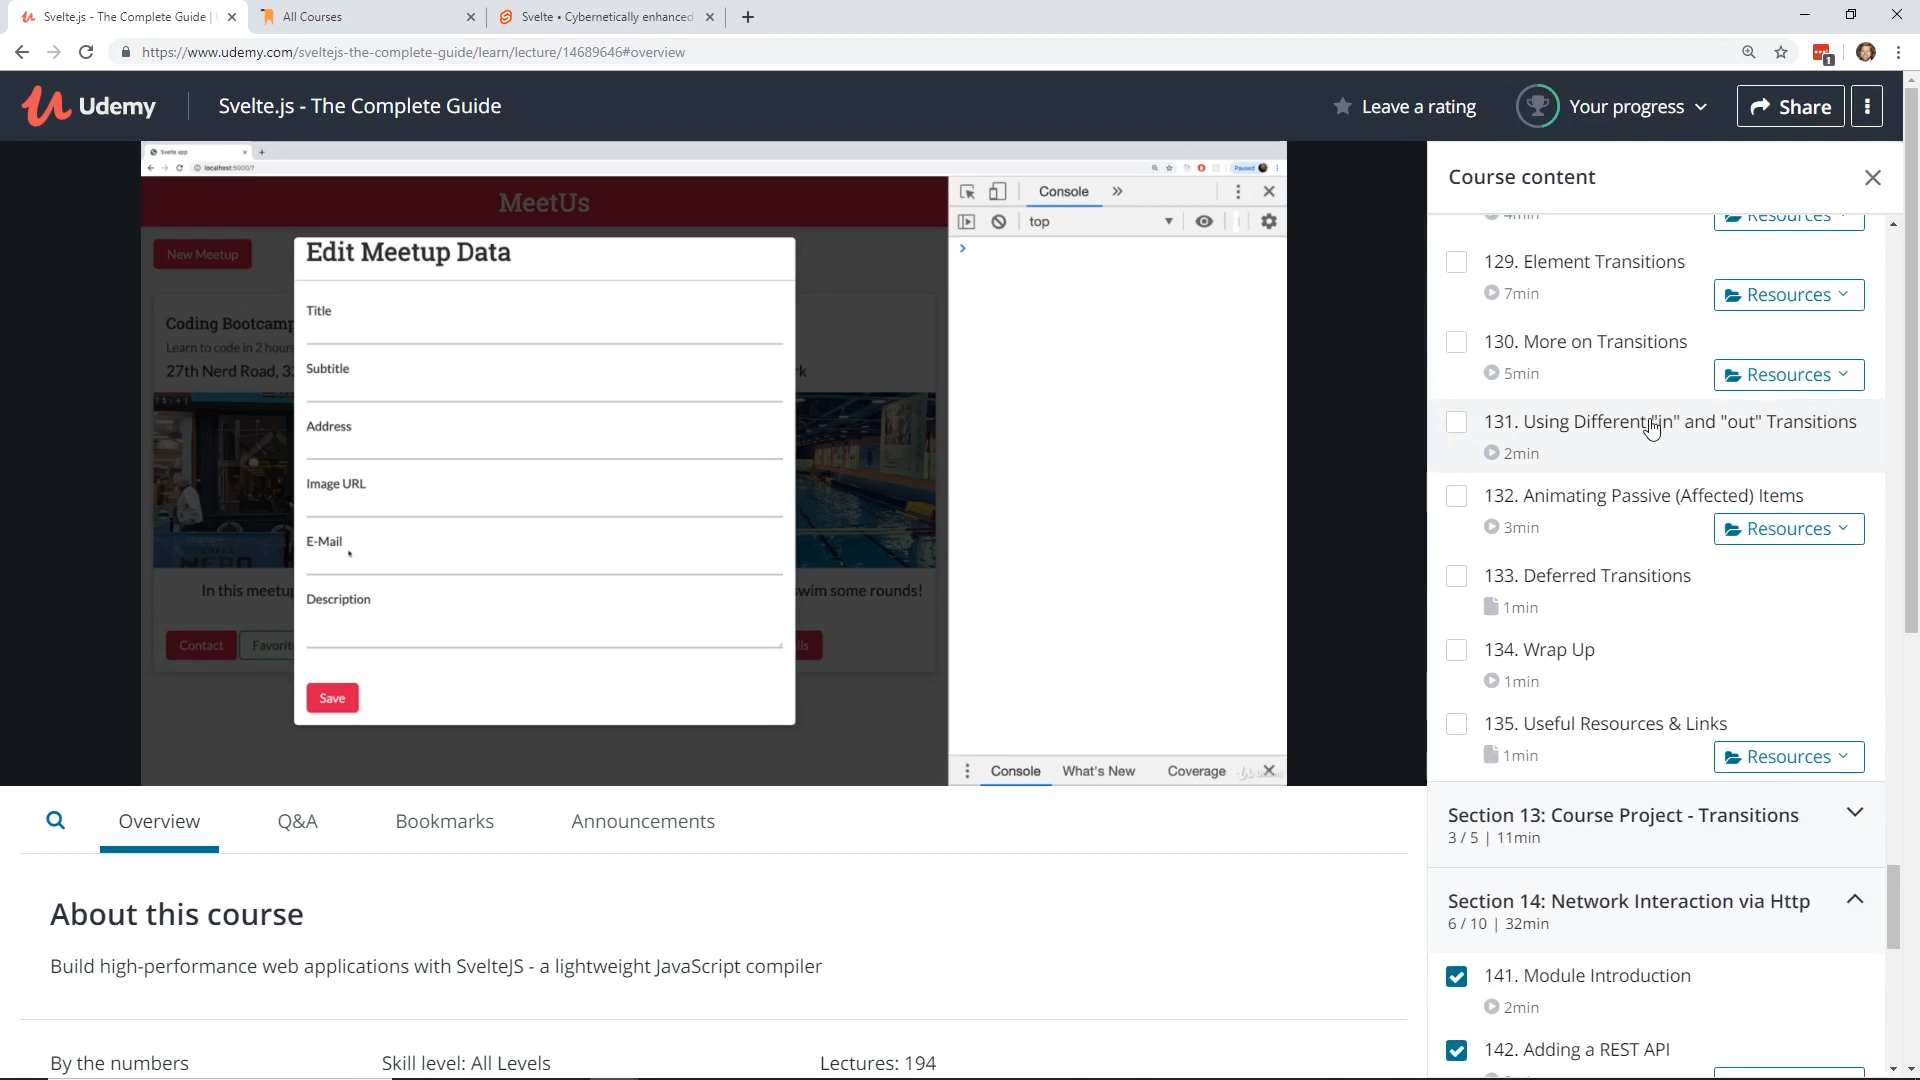 Svelte.js - The Complete Guide |
All Courses
Svelte • Cybernetically enhanced
https://www.udemy.com/sveltejs-the-complete-guide/learn/lecture/14689646#overview
1
Udemy
Svelte.js - The Complete Guide
Leave a rating
Your progress
Share
Svelte app
localhost:5000/?
Paused
MeetUs
New Meetup
Edit Meetup Data
Title
Subtitle
Address
Image URL
E-Mail
Description
Save
Coding Bootcamp
Learn to code in 2 hours
27th Nerd Road, 3
In this meetu
swim some rounds!
Contact
Favorit
Console
top
Console
What's New
Coverage
Course content
4min
Resources
129. Element Transitions
7min
Resources
130. More on Transitions
5min
Resources
131. Using Different "in" and "out" Transitions
2min
132. Animating Passive (Affected) Items
3min
Resources
133. Deferred Transitions
1min
134. Wrap Up
1min
135. Useful Resources & Links
1min
Resources
Section 13: Course Project - Transitions
3 / 5 | 11min
Section 14: Network Interaction via Http
6 / 10 | 32min
141. Module Introduction
2min
142. Adding a REST API
Overview
Q&A
Bookmarks
Announcements
About this course
Build high-performance web applications with SvelteJS - a lightweight JavaScript compiler
By the numbers
Skill level: All Levels
Lectures: 194